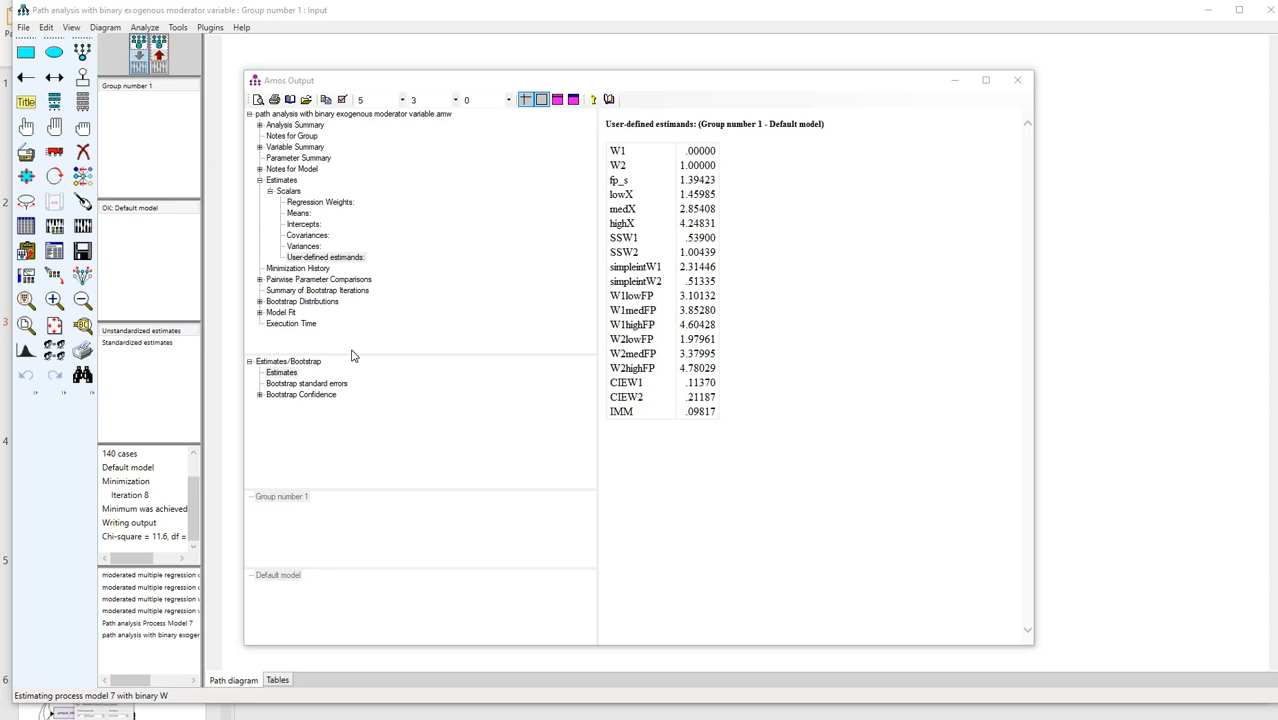 Path analysis with binary exogenous moderator variable : Group number 1 : Input
File Edit View Diagram Analyze Tools Plugins Help
Group number 1
Title
OK: Default model
Unstandardized estimates
Standardized estimates
140 cases
Default model
Minimization
Iteration 8
Minimum was achieved
Writing output
Chi-square = 11.6, df =
moderated multiple regression
moderated multiple regression
moderated multiple regression
moderated multiple regression
Path analysis Process Model 7
path analysis with binary exoger
Estimating process model 7 with binary W
Path diagram Tables
Amos Output
5 3 0
path analysis with binary exogenous moderator variable.amw
Analysis Summary
Notes for Group
Variable Summary
Parameter Summary
Notes for Model
Estimates
Scalars
Regression Weights:
Means:
Intercepts:
Covariances:
Variances:
User-defined estimands:
Minimization History
Pairwise Parameter Comparisons
Summary of Bootstrap Iterations
Bootstrap Distributions
Model Fit
Execution Time
Estimates/Bootstrap
Estimates
Bootstrap standard errors
Bootstrap Confidence
Group number 1
Default model
User-defined estimands: (Group number 1 - Default model)
W1 .00000
W2 1.00000
fp_s 1.39423
lowX 1.45985
medX 2.85408
highX 4.24831
SSW1 .53900
SSW2 1.00439
simpleintW1 2.31446
simpleintW2 .51335
W1lowFP 3.10132
W1medFP 3.85280
W1highFP 4.60428
W2lowFP 1.97961
W2medFP 3.37995
W2highFP 4.78029
CIEW1 .11370
CIEW2 .21187
IMM .09817
1
2
3
4
5
6